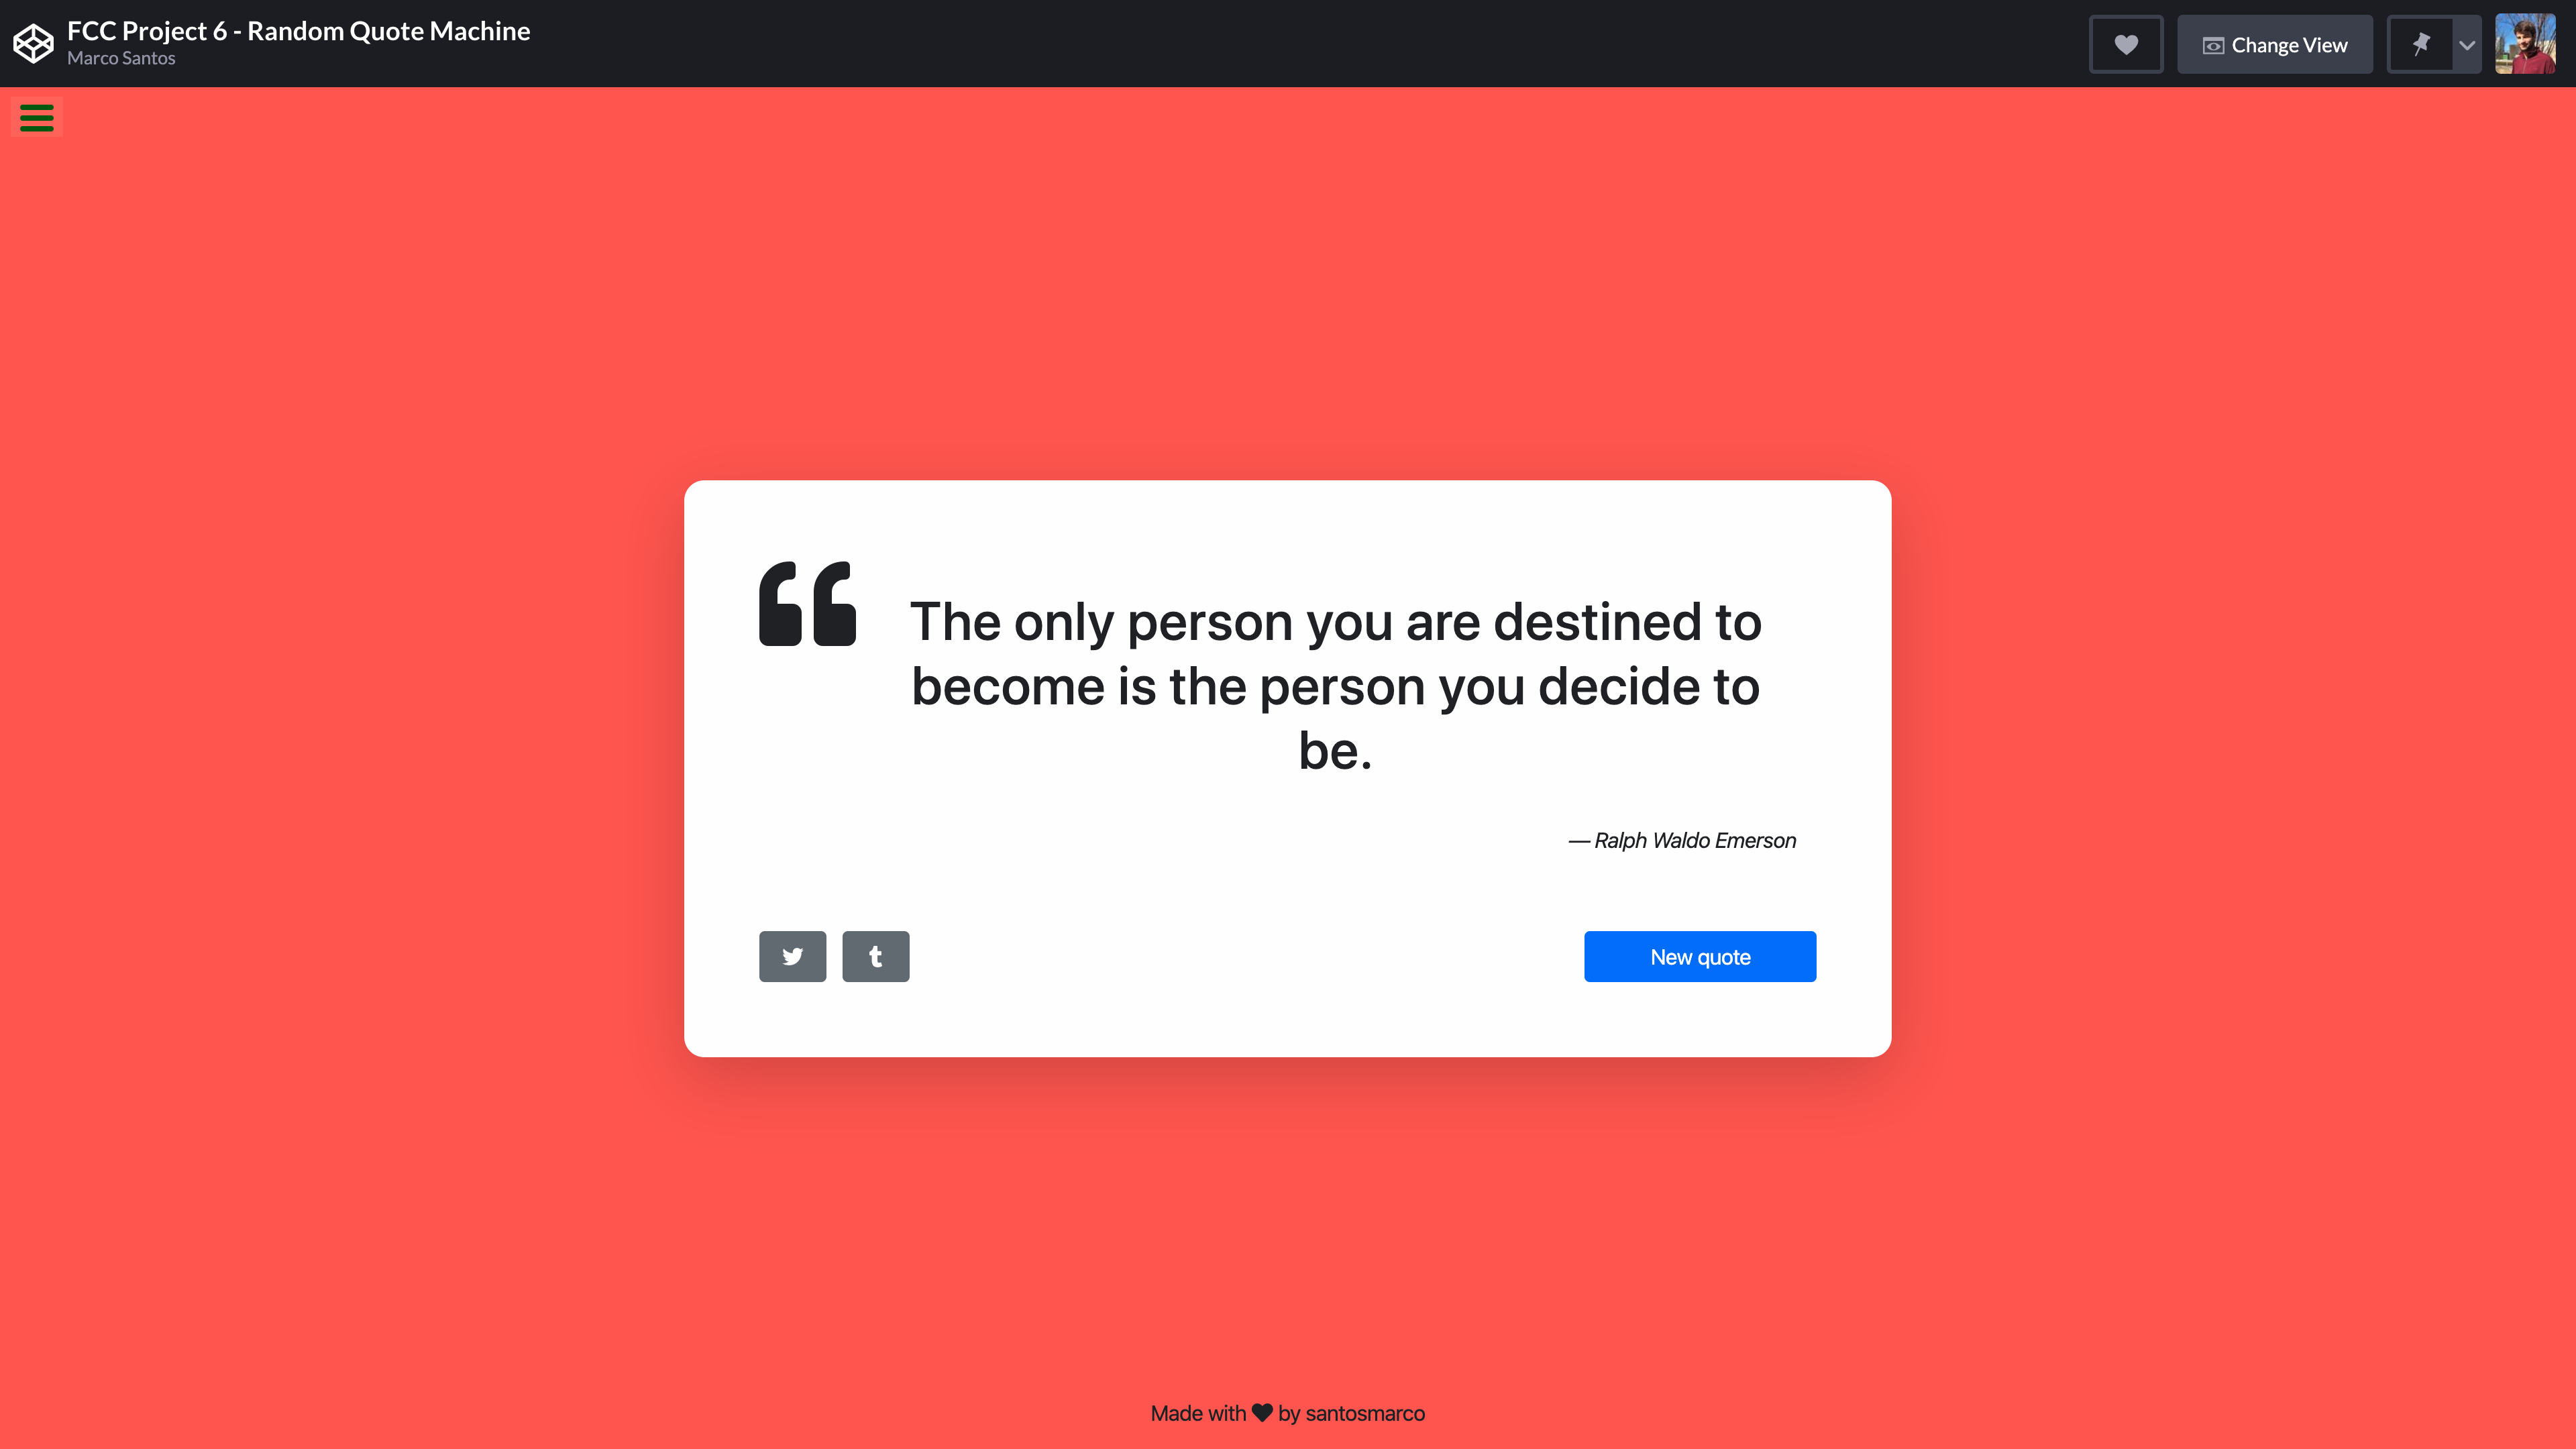 FCC Project 6 - Random Quote Machine
Marco Santos
Change View
The only person you are destined to
become is the person you decide to
be.
— Ralph Waldo Emerson
New quote
Made with ♥ by santosmarco